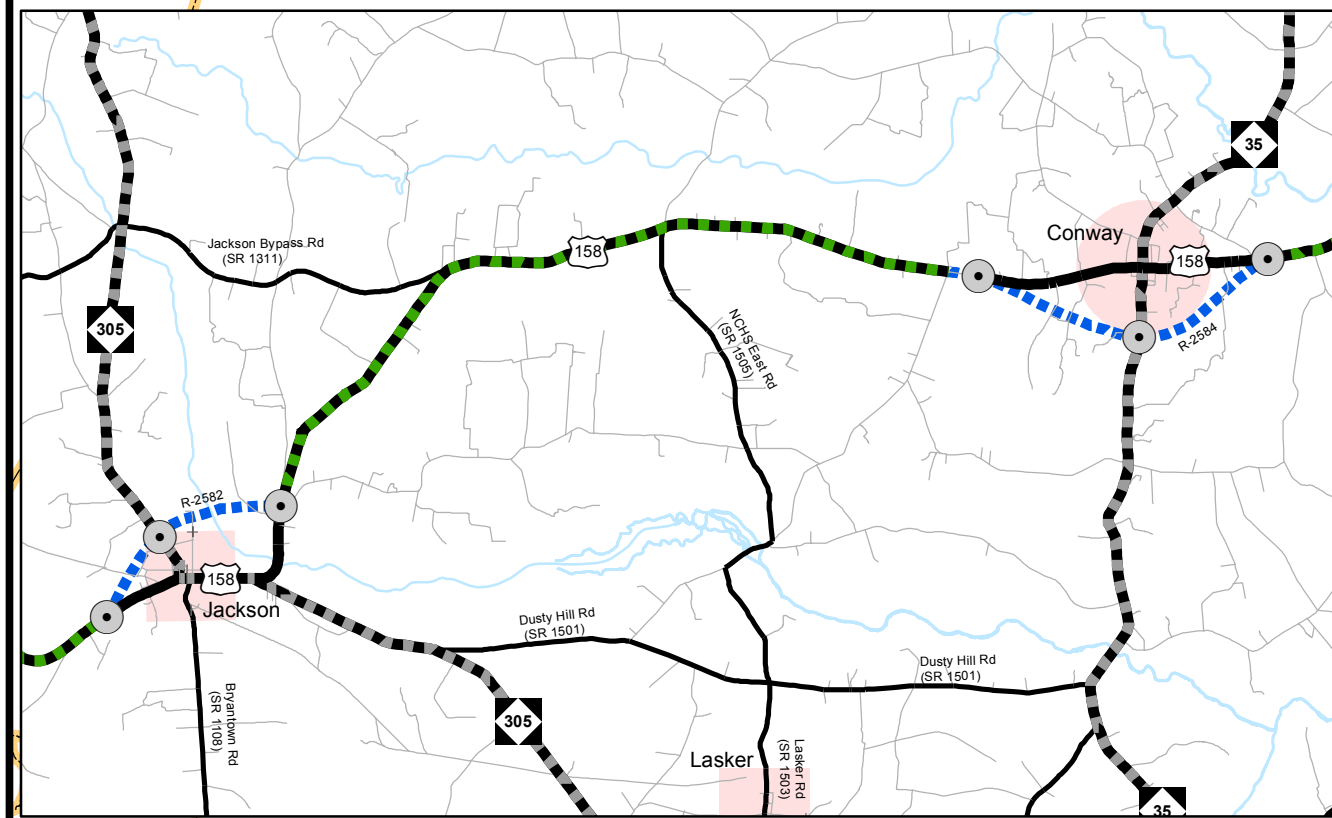 35
Jackson Bypass Rd
(SR 1311)
158
Conway
158
305
NCHS East Rd
(SR 1505)
R-2584
R-2582
158
Jackson
Dusty Hill Rd
(SR 1501)
Dusty Hill Rd
(SR 1501)
Bryantown Rd
(SR 1108)
305
Lasker
Lasker Rd
(SR 1503)
35